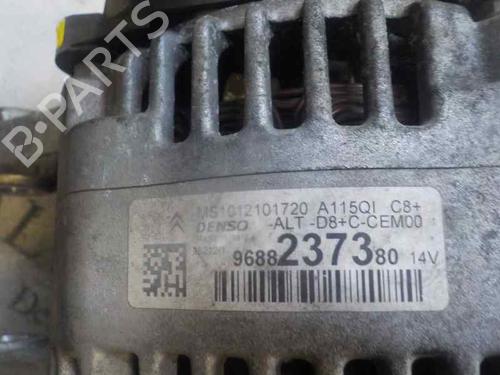 B-PARTS
MS1012101720 A115QI C8+
DENSO -ALT -D8+C-CEM00
9688237380 14V